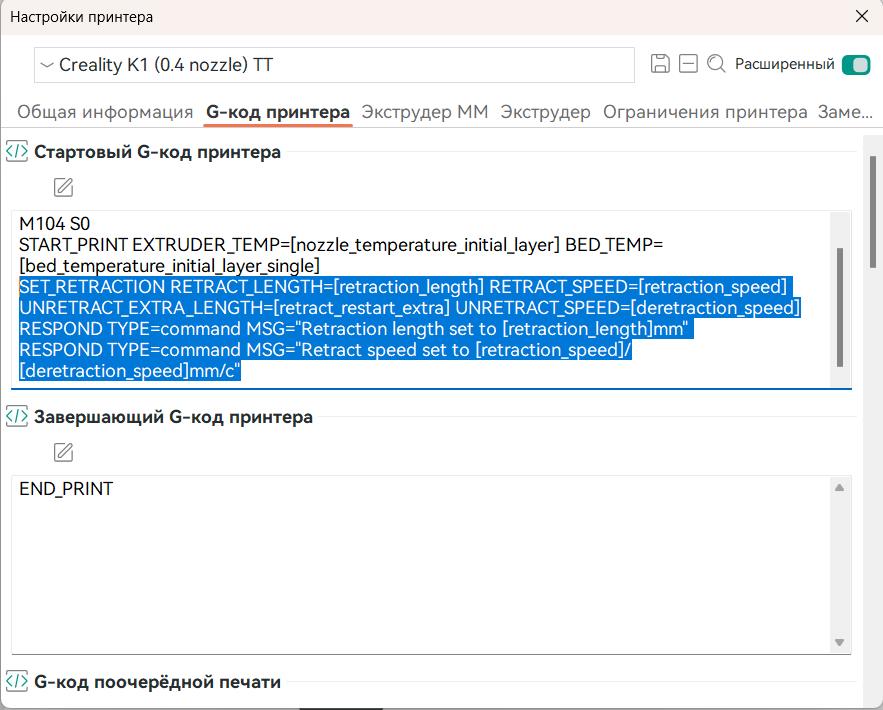 Настройки принтера
Creality K1 (0.4 nozzle) TT
Расширенный
Общая информация G-код принтера Экструдер ММ Экструдер Ограничения принтера Заме...
Стартовый G-код принтера
M104 S0
START_PRINT EXTRUDER_TEMP=[nozzle_temperature_initial_layer] BED_TEMP=
[bed_temperature_initial_layer_single]
SET_RETRACTION RETRACT_LENGTH=[retraction_length] RETRACT_SPEED=[retraction_speed]
UNRETRACT_EXTRA_LENGTH=[retract_restart_extra] UNRETRACT_SPEED=[deretraction_speed]
RESPOND TYPE=command MSG="Retraction length set to [retraction_length]mm"
RESPOND TYPE=command MSG="Retract speed set to [retraction_speed]/
[deretraction_speed]mm/c"
Завершающий G-код принтера
END_PRINT
G-код поочерёдной печати